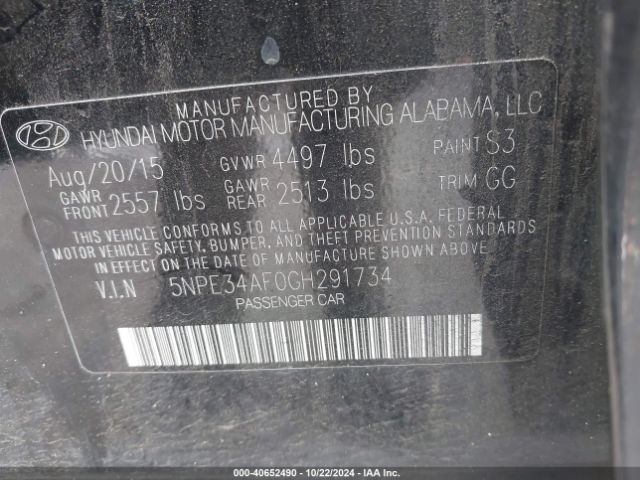 MANUFACTURED BY
HYUNDAI MOTOR MANUFACTURING ALABAMA, LLC
Aug/20/15 GVWR 4497 lbs PAINT S3
GAWR FRONT 2557 lbs GAWR REAR 2513 lbs TRIM GG
THIS VEHICLE CONFORMS TO ALL APPLICABLE U.S.A. FEDERAL
MOTOR VEHICLE SAFETY, BUMPER, AND THEFT PREVENTION STANDARDS
IN EFFECT ON THE DATE OF MANUFACTURE SHOWN ABOVE.
V.I.N 5NPE34AF0GH291734
PASSENGER CAR
000-40652490 - 10/22/2024 - IAA Inc.